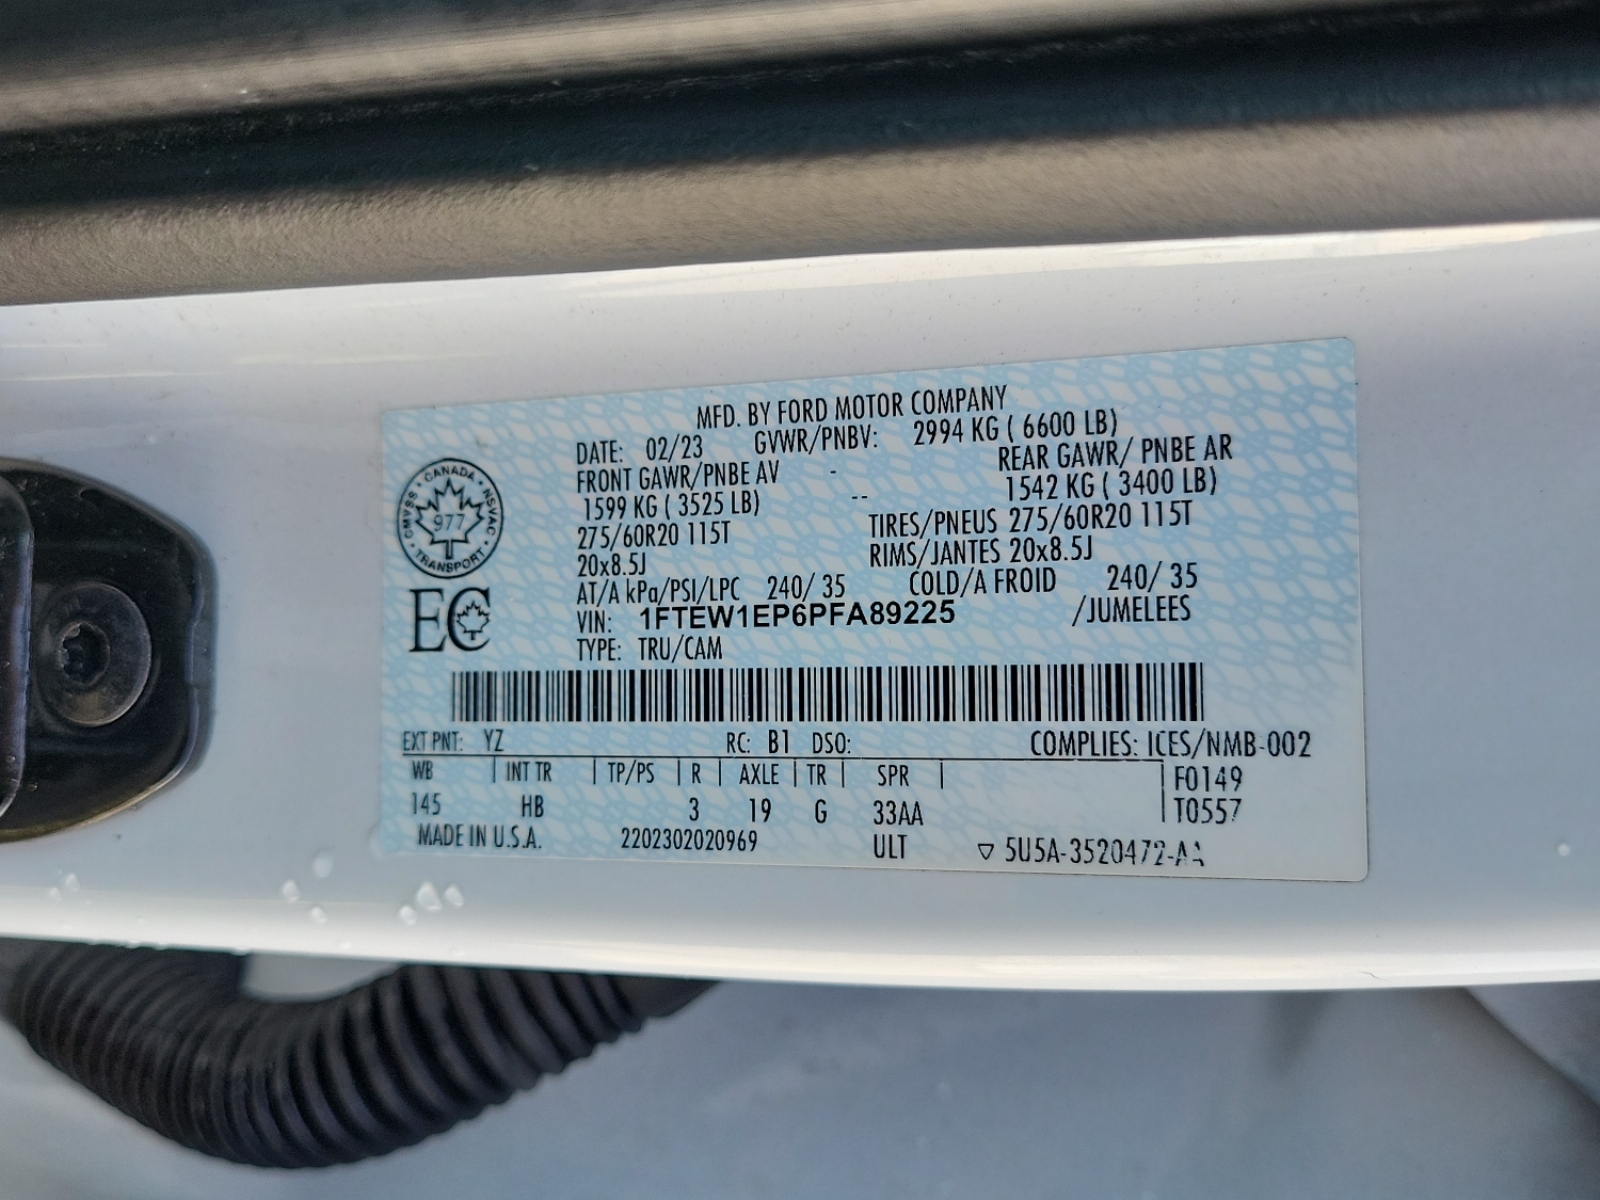 MFD. BY FORD MOTOR COMPANY
DATE: 02/23 GVWR/PNBV: 2994 KG ( 6600 LB)
FRONT GAWR/PNBE AV - REAR GAWR/ PNBE AR
1599 KG ( 3525 LB) -- 1542 KG ( 3400 LB)
275/60R20 115T TIRES/PNEUS 275/60R20 115T
20x8.5J RIMS/JANTES 20x8.5J
AT/A kPa/PSI/LPC 240/ 35 COLD/A FROID 240/ 35
VIN: 1FTEW1EP6PFA89225 /JUMELEES
TYPE: TRU/CAM
CANADA
CMVSS NSVAC
977
TRANSPORT
EC
EXT PNT: YZ RC: B1 DSO: COMPLIES: ICES/NMB-002
WB | INT TR | TP/PS | R | AXLE | TR | SPR | F0149
145 HB 3 19 G 33AA | T0557
MADE IN U.S.A. 2202302020969 ULT ▽ 5U5A-3520472-AA